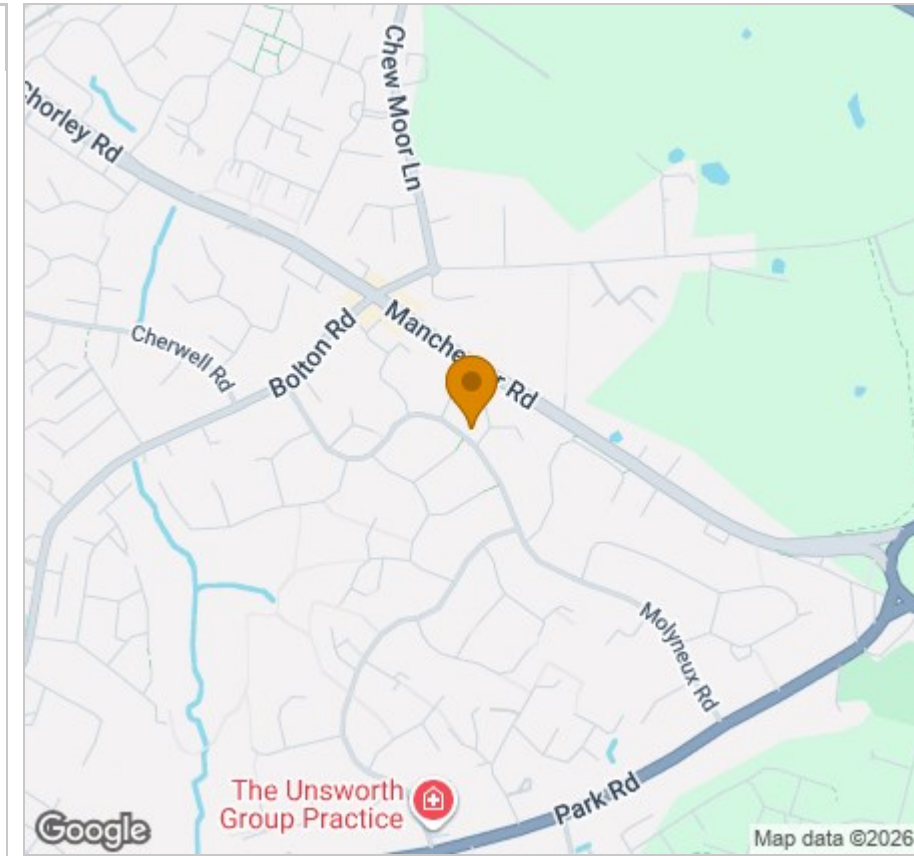 Chorley Rd
Chew Moor Ln
Manchester Rd
Bolton Rd
Cherwell Rd
Molyneux Rd
The Unsworth
Group Practice
Park Rd
Google
Map data ©2026